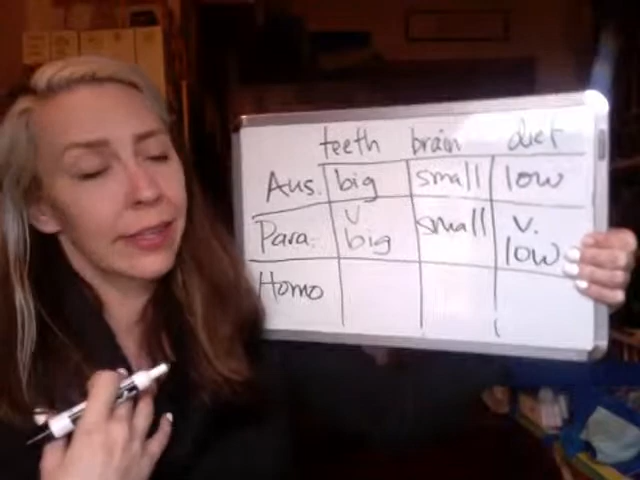 teeth brain diet
Aus. big small low
Para. v big small v. low
Homo